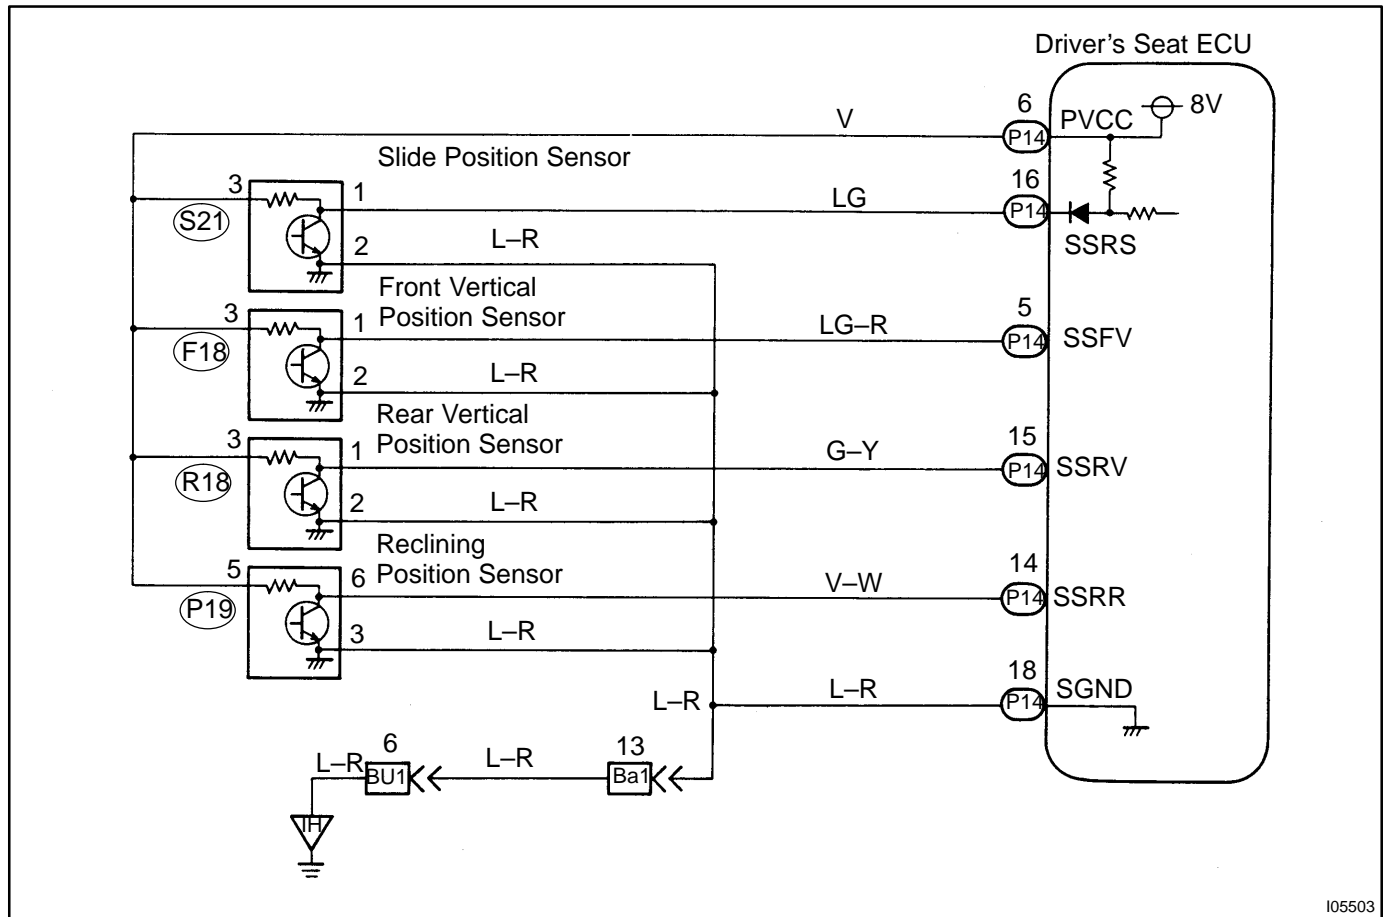 Driver's Seat ECU
V
6
P14
PVCC
8V
Slide Position Sensor
3
1
S21
LG
16
P14
SSRS
L–R
2
Front Vertical
Position Sensor
3
1
F18
LG–R
5
P14
SSFV
L–R
2
Rear Vertical
Position Sensor
3
1
R18
G–Y
15
P14
SSRV
L–R
2
Reclining
Position Sensor
5
6
P19
V–W
14
P14
SSRR
L–R
3
L–R
L–R
18
P14
SGND
L–R
6
BU1
L–R
13
Ba1
IH
I05503